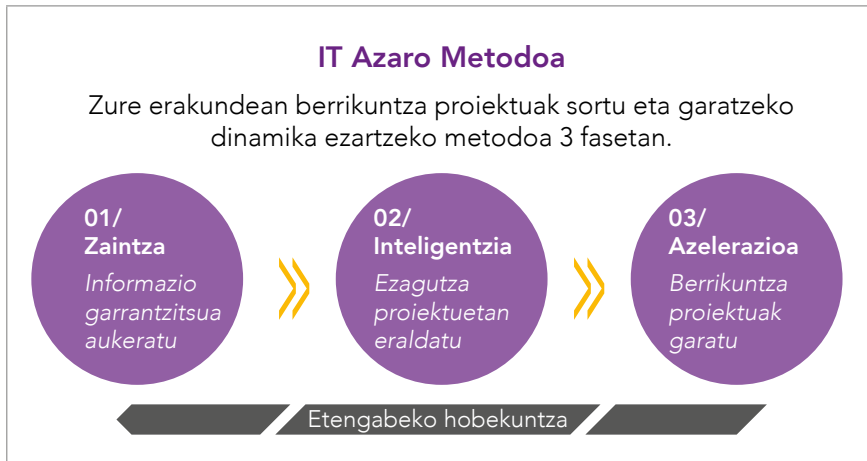 IT Azaro Metodoa
Zure erakundean berrikuntza proiektuak sortu eta garatzeko
dinamika ezartzeko metodoa 3 fasetan.
01/
Zaintza
Informazio
garrantzitsua
aukeratu
02/
Inteligentzia
Ezagutza
proiektuetan
eraldatu
03/
Azelerazioa
Berrikuntza
proiektuak
garatu
Etengabeko hobekuntza